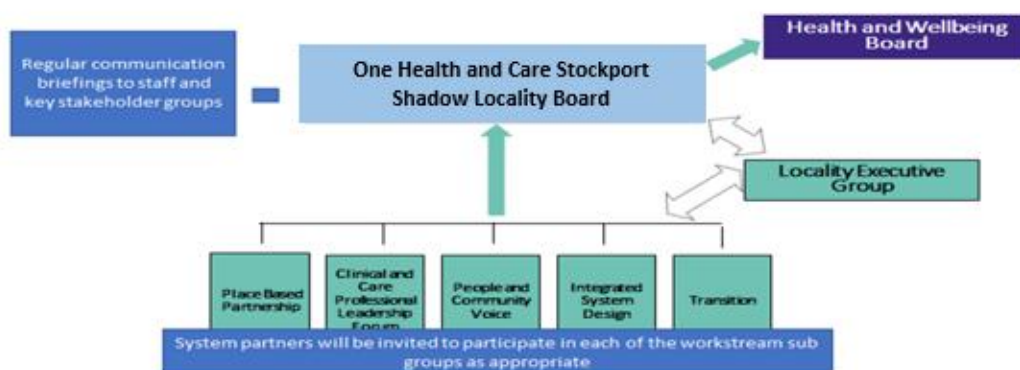 Regular communication
briefings to staff and
key stakeholder groups
One Health and Care Stockport
Shadow Locality Board
Health and Wellbeing
Board
Locality Executive
Group
Place Based
Partnership
Clinical and
Care
Professional
Leadership
Forum
People and
Community
Voice
Integrated
System
Design
Transition
System partners will be invited to participate in each of the workstream sub
groups as appropriate